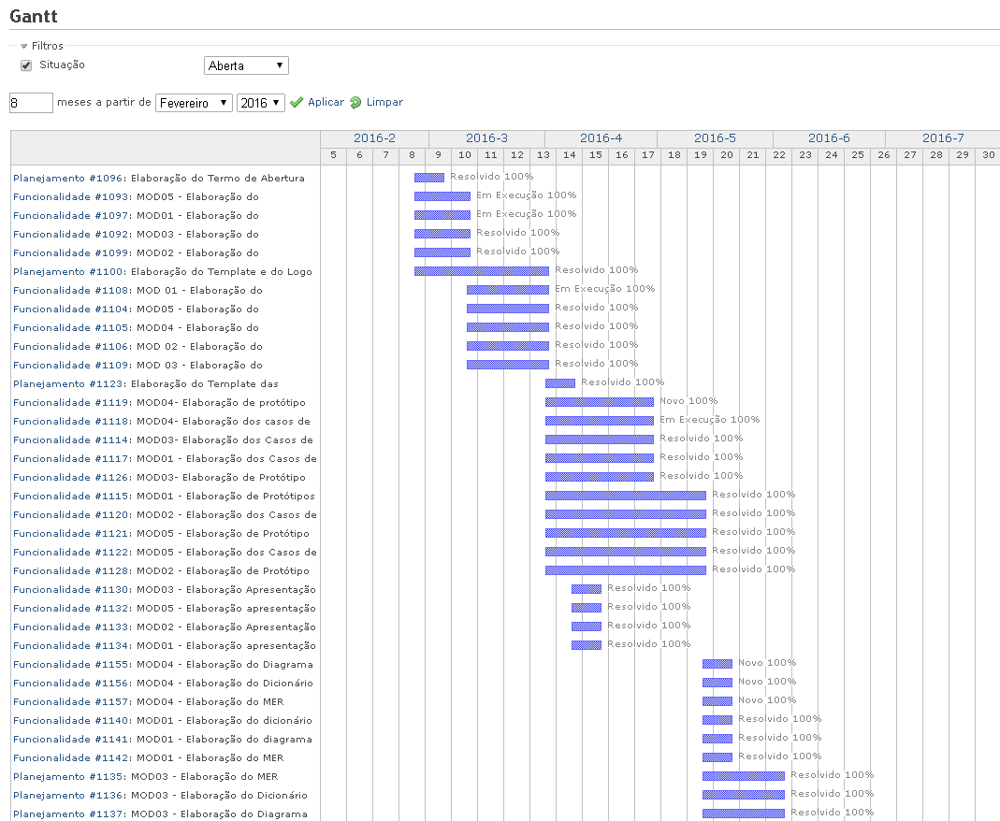 Gantt
Filtros
Situação Aberta
8 meses a partir de Fevereiro 2016 Aplicar Limpar
2016-2 2016-3 2016-4 2016-5 2016-6 2016-7
5 6 7 8 9 10 11 12 13 14 15 16 17 18 19 20 21 22 23 24 25 26 27 28 29 30
Planejamento #1096: Elaboração do Termo de Abertura Resolvido 100%
Funcionalidade #1093: MOD05 - Elaboração do Em Execução 100%
Funcionalidade #1097: MOD01 - Elaboração do Em Execução 100%
Funcionalidade #1092: MOD03 - Elaboração do Resolvido 100%
Funcionalidade #1099: MOD02 - Elaboração do Resolvido 100%
Planejamento #1100: Elaboração do Template e do Logo Resolvido 100%
Funcionalidade #1108: MOD 01 - Elaboração do Em Execução 100%
Funcionalidade #1104: MOD05 - Elaboração do Resolvido 100%
Funcionalidade #1105: MOD04 - Elaboração do Resolvido 100%
Funcionalidade #1106: MOD 02 - Elaboração do Resolvido 100%
Funcionalidade #1109: MOD 03 - Elaboração do Resolvido 100%
Planejamento #1123: Elaboração do Template das Resolvido 100%
Funcionalidade #1119: MOD04- Elaboração de protótipo Novo 100%
Funcionalidade #1118: MOD04- Elaboração dos casos de Em Execução 100%
Funcionalidade #1114: MOD03- Elaboração dos Casos de Resolvido 100%
Funcionalidade #1117: MOD01 - Elaboração dos Casos de Resolvido 100%
Funcionalidade #1126: MOD03- Elaboração de Protótipo Resolvido 100%
Funcionalidade #1115: MOD01 - Elaboração de Protótipos Resolvido 100%
Funcionalidade #1120: MOD02 - Elaboração dos Casos de Resolvido 100%
Funcionalidade #1121: MOD05 - Elaboração de Protótipo Resolvido 100%
Funcionalidade #1122: MOD05 - Elaboração dos Casos de Resolvido 100%
Funcionalidade #1128: MOD02 - Elaboração de Protótipo Resolvido 100%
Funcionalidade #1130: MOD03 - Elaboração Apresentação Resolvido 100%
Funcionalidade #1132: MOD05 - Elaboração apresentação Resolvido 100%
Funcionalidade #1133: MOD02 - Elaboração Apresentação Resolvido 100%
Funcionalidade #1134: MOD01 - Elaboração apresentação Resolvido 100%
Funcionalidade #1155: MOD04 - Elaboração do Diagrama Novo 100%
Funcionalidade #1156: MOD04 - Elaboração do Dicionário Novo 100%
Funcionalidade #1157: MOD04 - Elaboração do MER Novo 100%
Funcionalidade #1140: MOD01 - Elaboração do dicionário Resolvido 100%
Funcionalidade #1141: MOD01 - Elaboração do diagrama Resolvido 100%
Funcionalidade #1142: MOD01 - Elaboração do MER Resolvido 100%
Planejamento #1135: MOD03 - Elaboração do MER Resolvido 100%
Planejamento #1136: MOD03 - Elaboração do Dicionário Resolvido 100%
Planejamento #1137: MOD03 - Elaboração do Diagrama Resolvido 100%